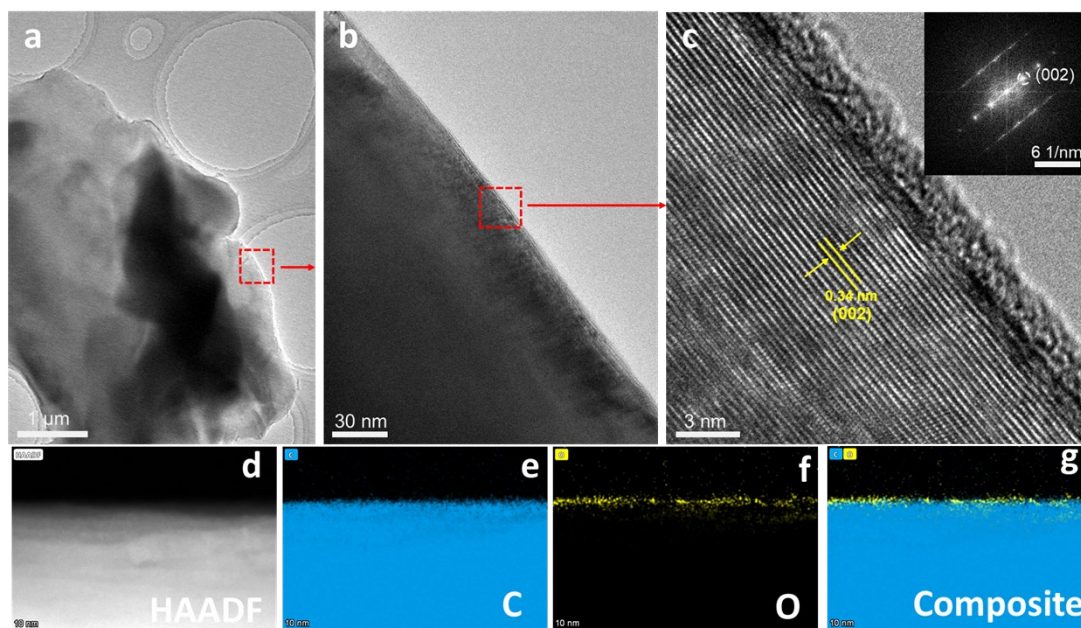 a
1 µm
b
30 nm
c
(002)
6 1/nm
0.34 nm
(002)
3 nm
HAADF
d
HAADF
10 nm
C
e
C
10 nm
O
f
O
10 nm
C O
g
Composite
10 nm